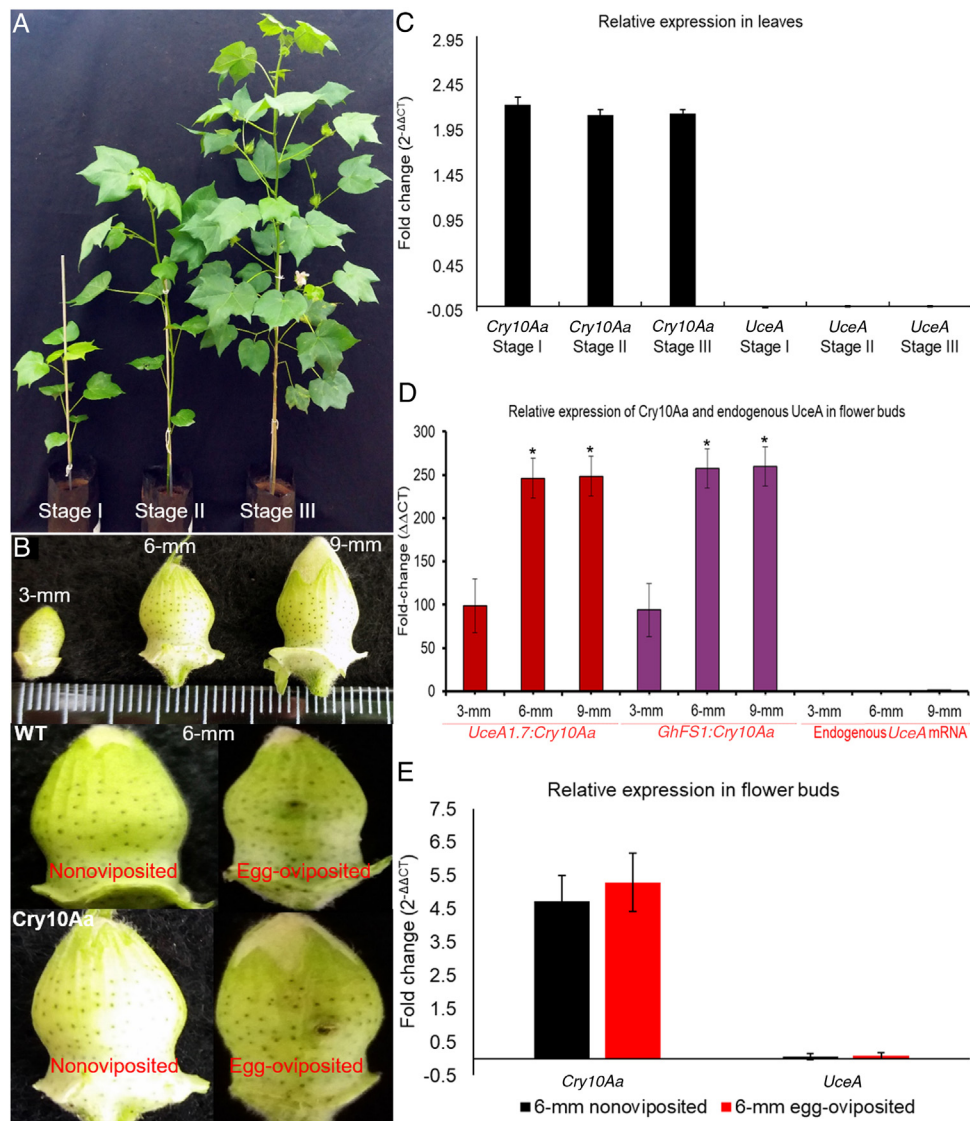 A
Stage I
Stage II
Stage III
B
3-mm
6-mm
9-mm
WT
6-mm
Nonoviposited
Egg-oviposited
Cry10Aa
Nonoviposited
Egg-oviposited
C
Relative expression in leaves
Fold change (2-ΔΔCT)
2.95
2.45
1.95
1.45
0.95
0.45
-0.05
Cry10Aa Stage I
Cry10Aa Stage II
Cry10Aa Stage III
UceA Stage I
UceA Stage II
UceA Stage III
D
Relative expression of Cry10Aa and endogenous UceA in flower buds
Fold-change (ΔΔCT)
300
250
200
150
100
50
0
* * * *
3-mm 6-mm 9-mm 3-mm 6-mm 9-mm 3-mm 6-mm 9-mm
UceA1.7:Cry10Aa GhFS1:Cry10Aa Endogenous UceA mRNA
E
Relative expression in flower buds
Fold change (2-ΔΔCT)
7.5
6.5
5.5
4.5
3.5
2.5
1.5
0.5
-0.5
Cry10Aa UceA
6-mm nonoviposited 6-mm egg-oviposited